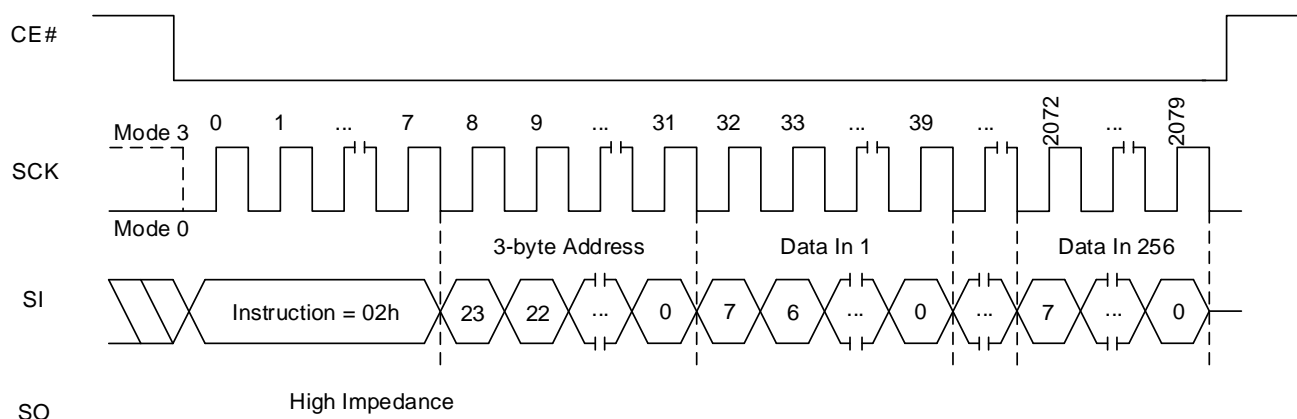 CE#
SCK
Mode 3
0 1 ... 7 8 9 ... 31 32 33 ... 39 ... 2072 ... 2079
Mode 0
3-byte Address Data In 1 Data In 256
SI
Instruction = 02h 23 22 ... 0 7 6 ... 0 ... 7 ... 0
SO
High Impedance